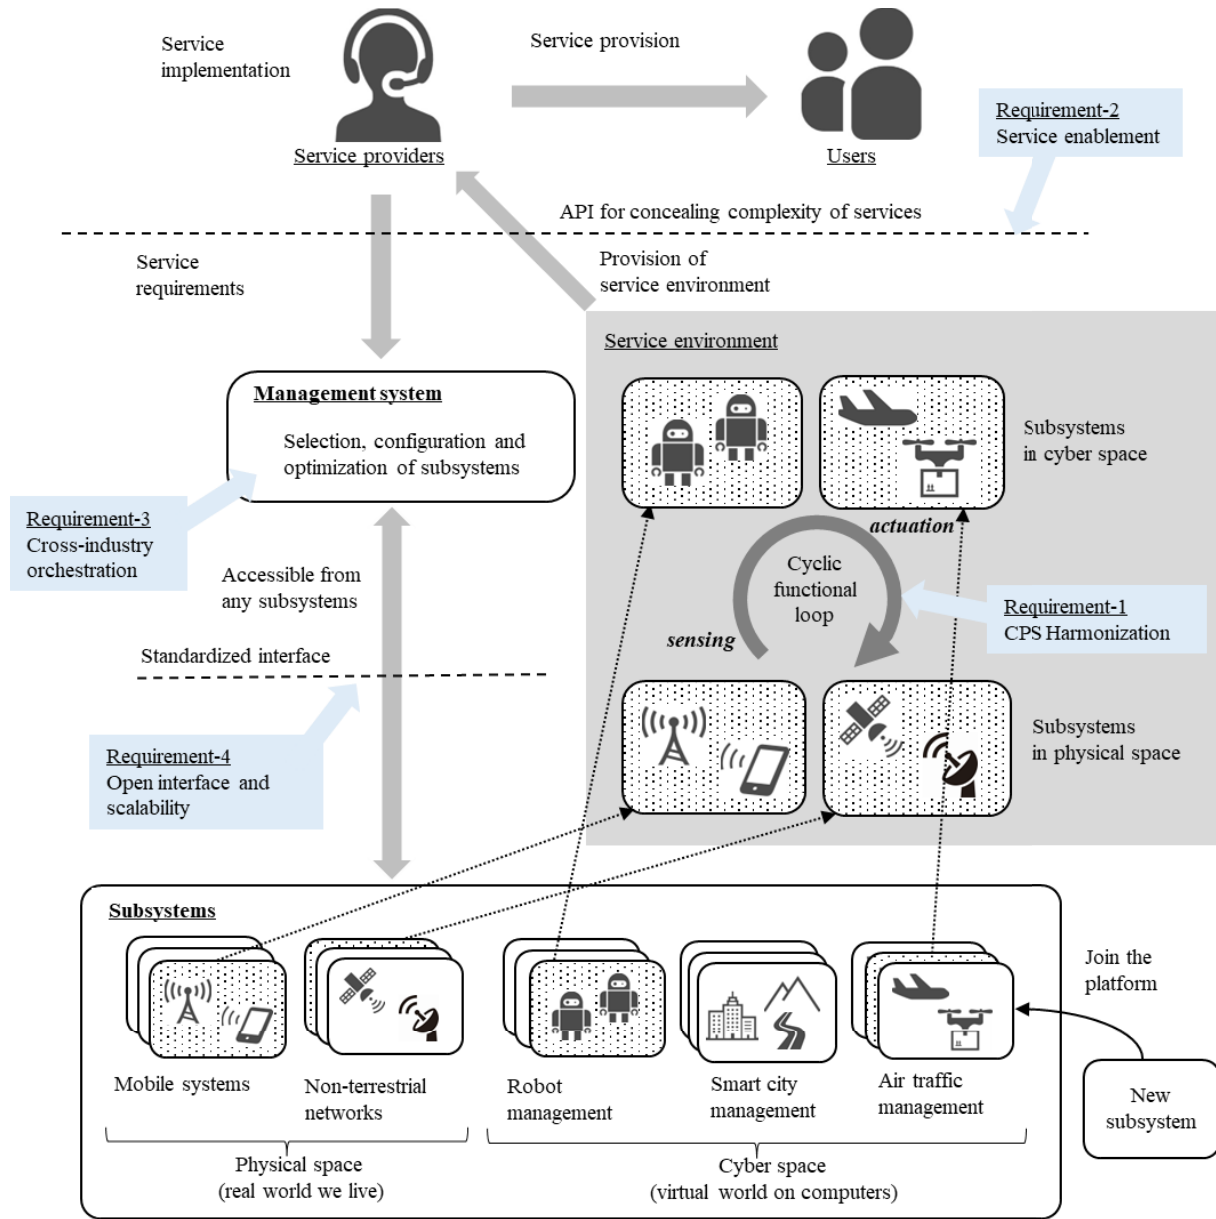 Service
implementation
Service provision
Service providers
Users
Requirement-2
Service enablement
API for concealing complexity of services
Service
requirements
Provision of
service environment
Service environment
Management system
Selection, configuration and
optimization of subsystems
Subsystems
in cyber space
Requirement-3
Cross-industry
orchestration
actuation
Cyclic
functional
loop
sensing
Requirement-1
CPS Harmonization
Accessible from
any subsystems
Standardized interface
Requirement-4
Open interface and
scalability
Subsystems
in physical space
Subsystems
Join the
platform
Mobile systems
Non-terrestrial
networks
Robot
management
Smart city
management
Air traffic
management
New
subsystem
Physical space
(real world we live)
Cyber space
(virtual world on computers)